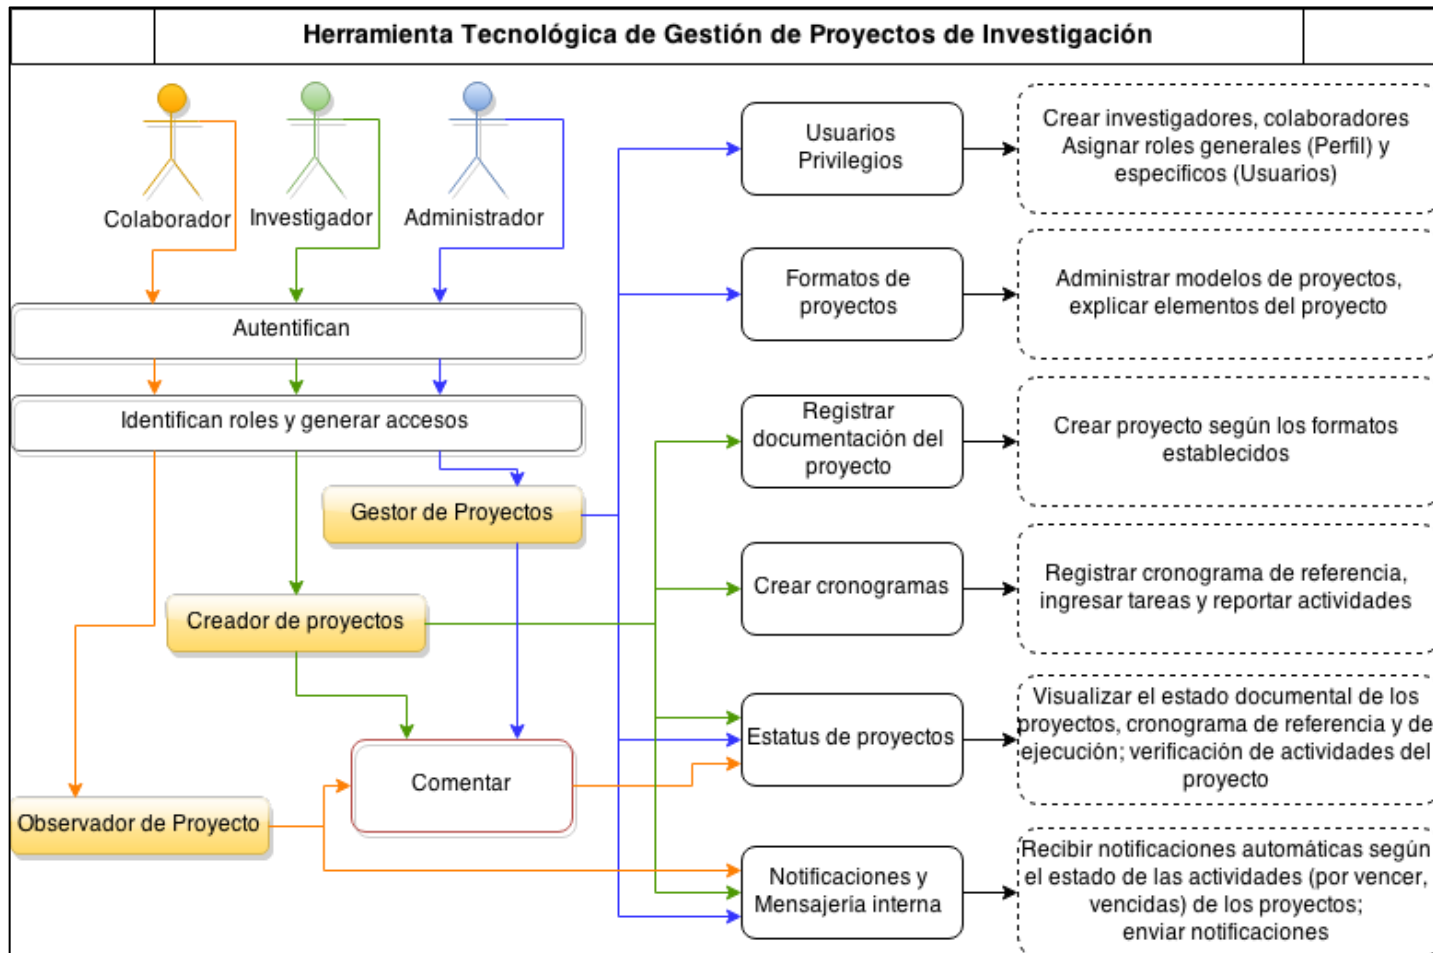 Herramienta Tecnológica de Gestión de Proyectos de Investigación
Colaborador
Investigador
Administrador
Autentifican
Identifican roles y generar accesos
Gestor de Proyectos
Creador de proyectos
Comentar
Observador de Proyecto
Usuarios
Privilegios
Crear investigadores, colaboradores
Asignar roles generales (Perfil) y
específicos (Usuarios)
Formatos de
proyectos
Administrar modelos de proyectos,
explicar elementos del proyecto
Registrar
documentación del
proyecto
Crear proyecto según los formatos
establecidos
Crear cronogramas
Registrar cronograma de referencia,
ingresar tareas y reportar actividades
Estatus de proyectos
Visualizar el estado documental de los
proyectos, cronograma de referencia y de
ejecución; verificación de actividades del
proyecto
Notificaciones y
Mensajería interna
Recibir notificaciones automáticas según
el estado de las actividades (por vencer,
vencidas) de los proyectos;
enviar notificaciones